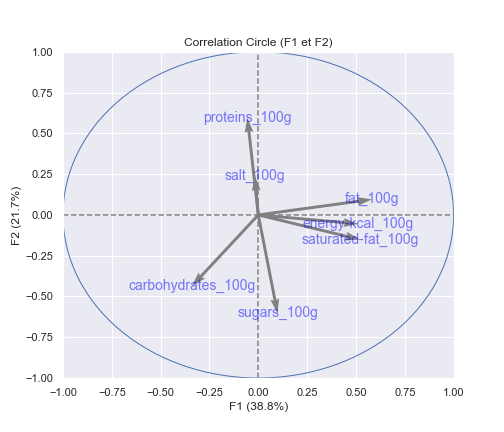 Correlation Circle (F1 et F2)
1.00
0.75
0.50
0.25
0.00
−0.25
−0.50
−0.75
−1.00
F2 (21.7%)
proteins_100g
salt_100g
fat_100g
energy-kcal_100g
saturated-fat_100g
carbohydrates_100g
sugars_100g
−1.00 −0.75 −0.50 −0.25 0.00 0.25 0.50 0.75 1.00
F1 (38.8%)